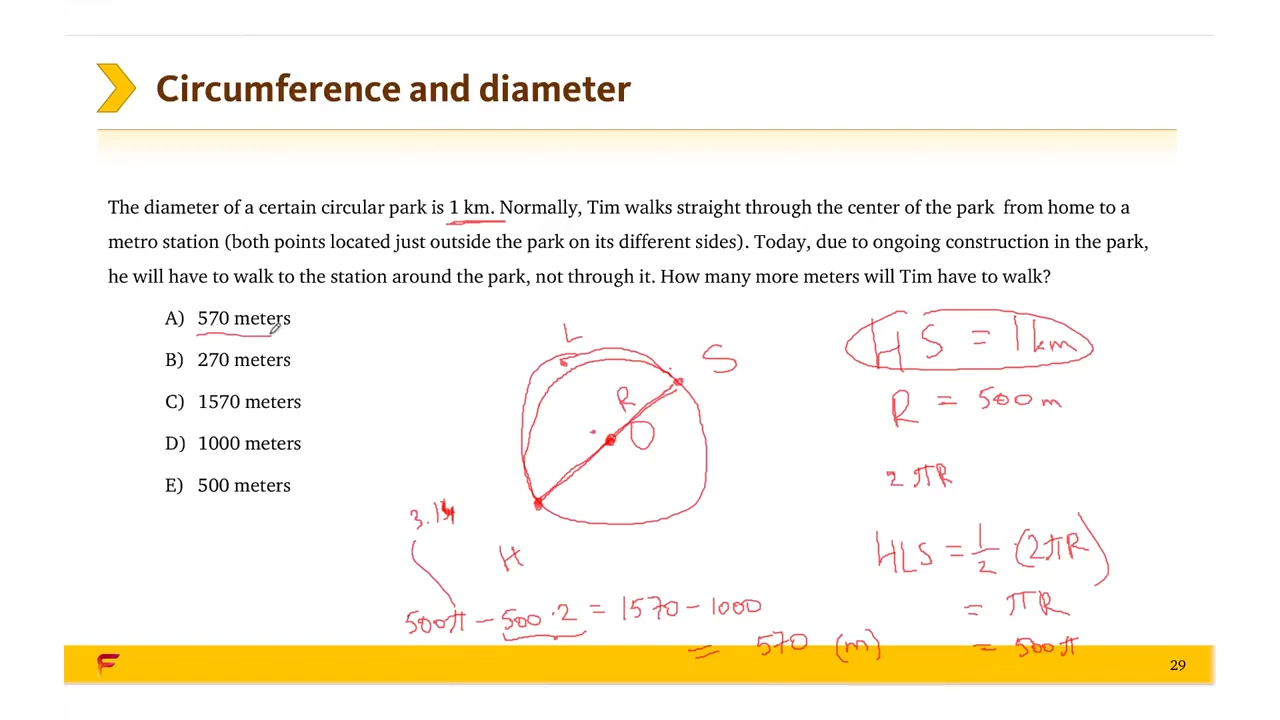 Circumference and diameter
The diameter of a certain circular park is 1 km. Normally, Tim walks straight through the center of the park from home to a
metro station (both points located just outside the park on its different sides). Today, due to ongoing construction in the park,
he will have to walk to the station around the park, not through it. How many more meters will Tim have to walk?
A) 570 meters
B) 270 meters
C) 1570 meters
D) 1000 meters
E) 500 meters
L
S
R
O
H
HS = 1km
R = 500m
2πR
HLS = 1/2 (2πR)
= πR
= 500π
3.14
500π - 500 · 2 = 1570 - 1000
= 570 (m)
F
29